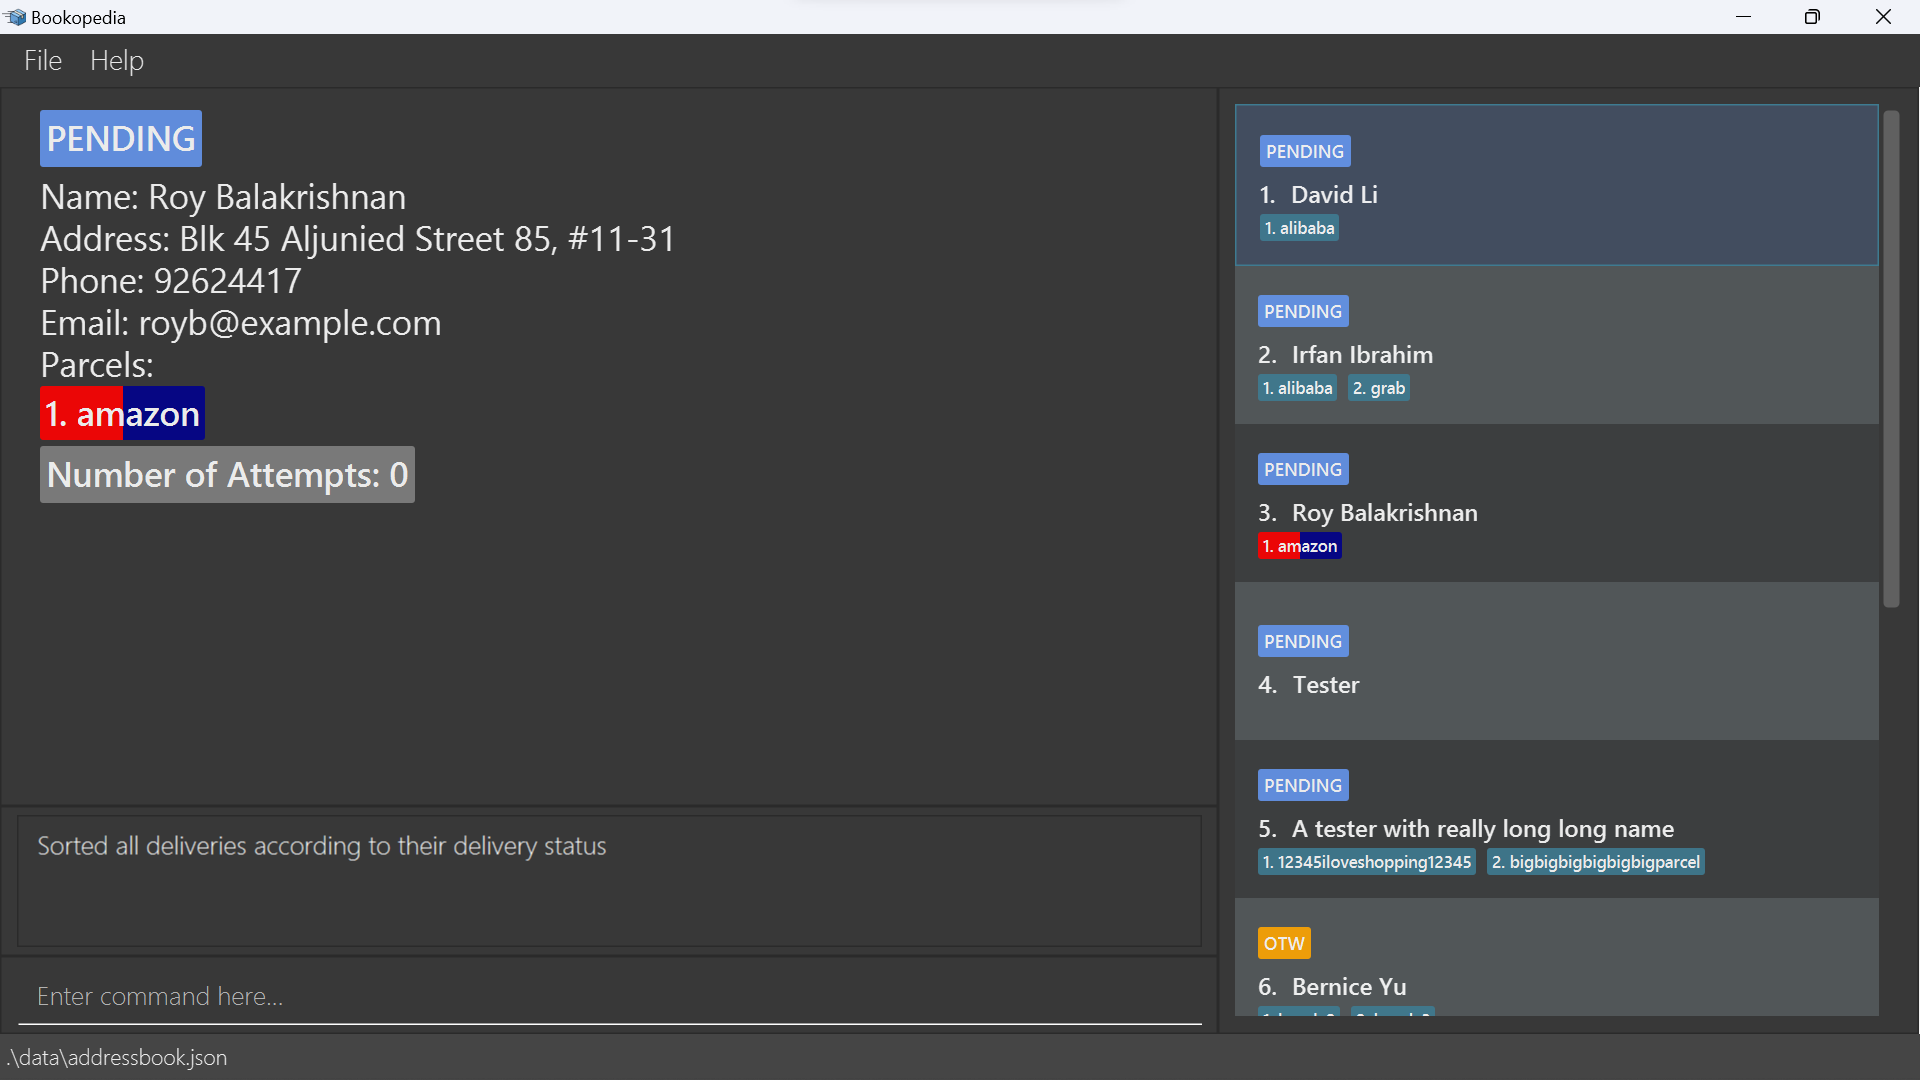 Bookopedia
File Help
PENDING
Name: Roy Balakrishnan
Address: Blk 45 Aljunied Street 85, #11-31
Phone: 92624417
Email: royb@example.com
Parcels:
1. amazon
Number of Attempts: 0
Sorted all deliveries according to their delivery status
Enter command here...
PENDING
1. David Li
1. alibaba
PENDING
2. Irfan Ibrahim
1. alibaba 2. grab
PENDING
3. Roy Balakrishnan
1. amazon
PENDING
4. Tester
PENDING
5. A tester with really long long name
1. 12345iloveshopping12345 2. bigbigbigbigbigbigparcel
OTW
6. Bernice Yu
.\data\addressbook.json